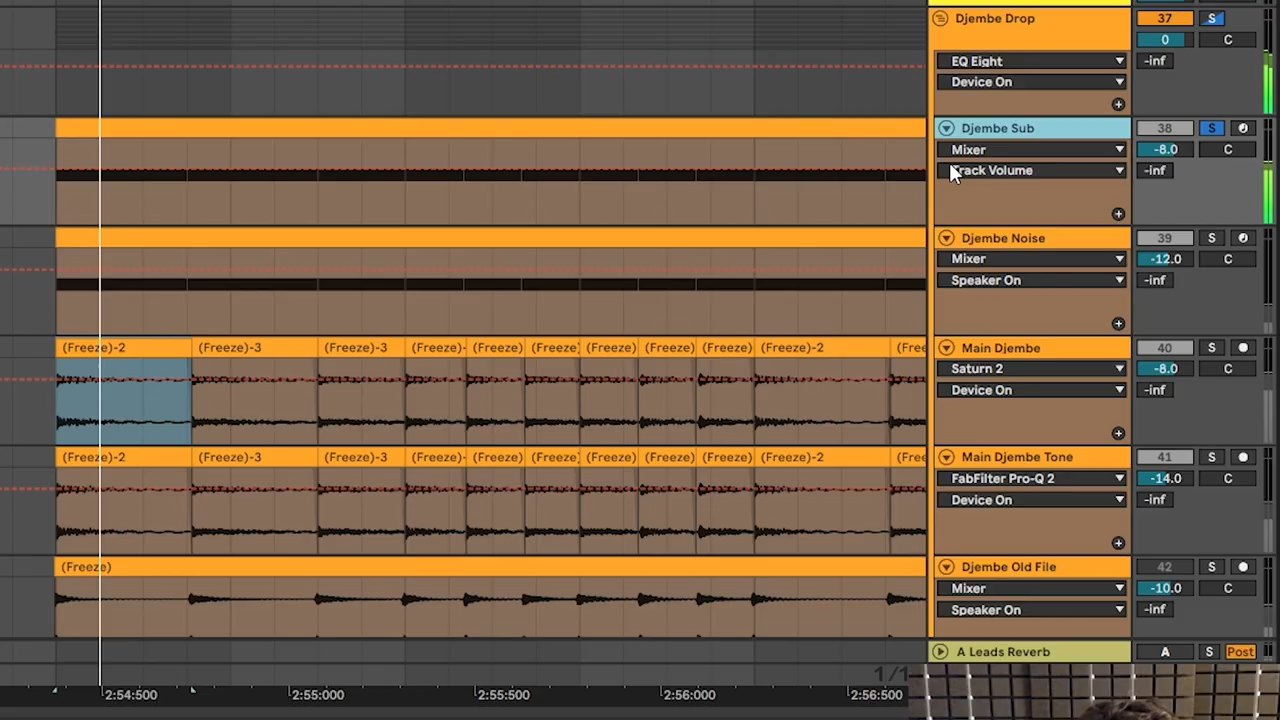 Djembe Drop 37 S
0 C
EQ Eight -inf
Device On
Djembe Sub 38 S
Mixer -8.0 C
Track Volume -inf
Djembe Noise 39 S
Mixer -12.0 C
Speaker On -inf
(Freeze)-2 (Freeze)-3 (Freeze)-3 (Freeze)- (Freeze) (Freeze) (Freeze) (Freeze) (Freeze) (Freeze)-2 (Free Main Djembe 40 S
Saturn 2 -8.0 C
Device On -inf
(Freeze)-2 (Freeze)-3 (Freeze)-3 (Freeze)- (Freeze) (Freeze) (Freeze) (Freeze) (Freeze) (Freeze)-2 (Free Main Djembe Tone 41 S
FabFilter Pro-Q 2 -14.0 C
Device On -inf
(Freeze) Djembe Old File 42 S
Mixer -10.0 C
Speaker On -inf
A Leads Reverb A S Post
1/1
2:54:500 2:55:000 2:55:500 2:56:000 2:56:500